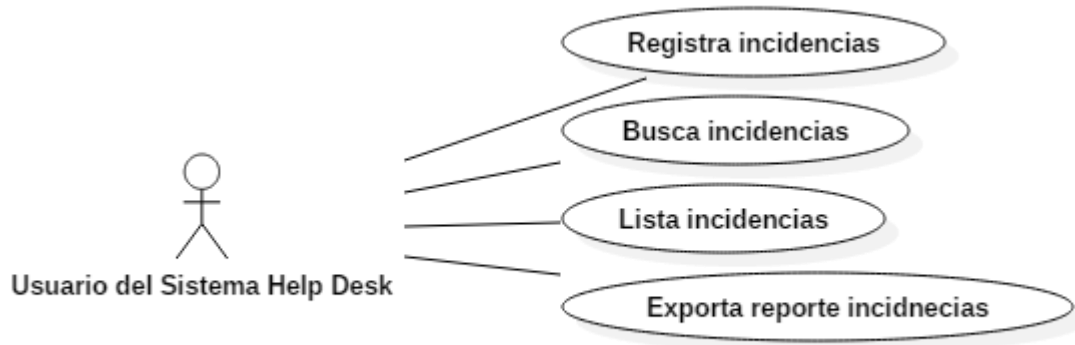 Registra incidencias
Busca incidencias
Lista incidencias
Usuario del Sistema Help Desk
Exporta reporte incidnecias